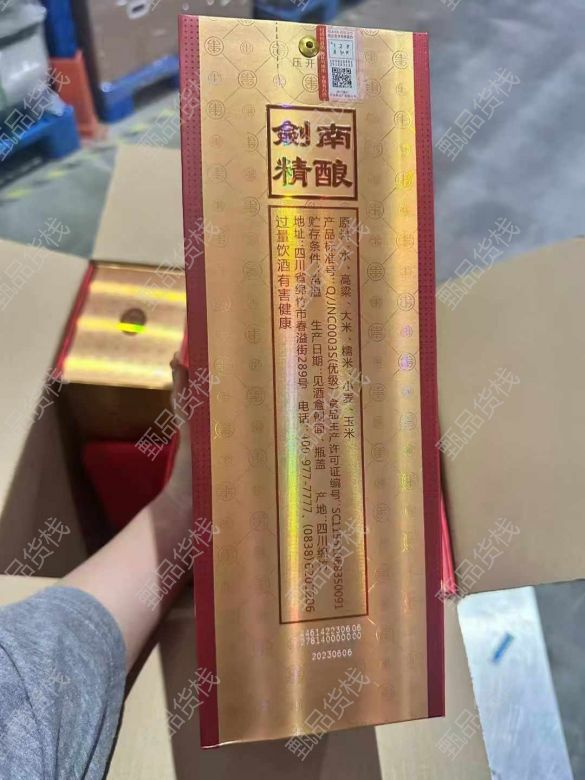 压开
劍南
精酿
原料:水、高粱、大米、糯米、小麦、玉米
产品标准号:Q/JNC0003S(优级) 食品生产许可证编号:
贮存条件:常温 生产日期:见酒盒侧面、瓶盖 产地:四川绵竹
地址:四川省绵竹市春溢街289号 电话:400-977-7777、(0838)6201206
过量饮酒有害健康
20230606
甄品货栈